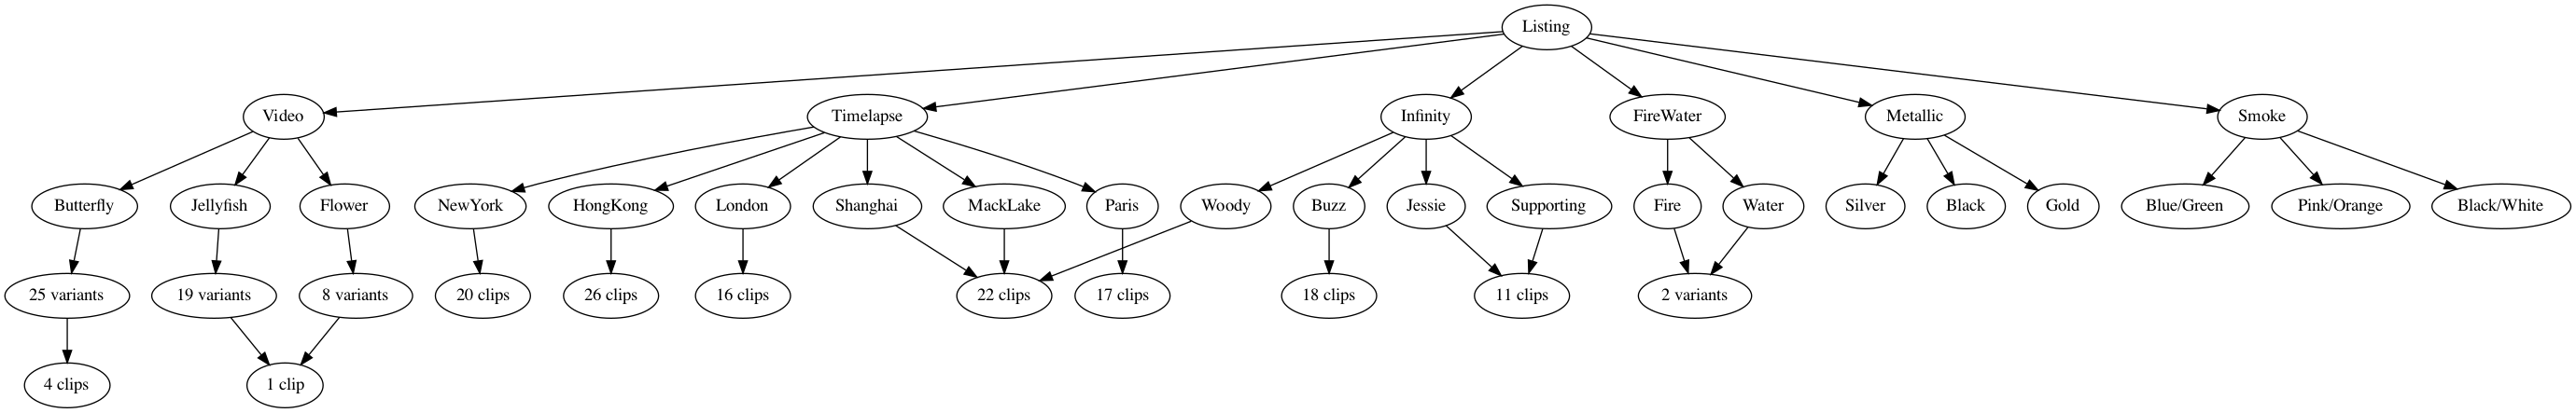 Listing
Video
Timelapse
Infinity
FireWater
Metallic
Smoke
Butterfly
Jellyfish
Flower
NewYork
HongKong
London
Shanghai
MackLake
Paris
Woody
Buzz
Jessie
Supporting
Fire
Water
Silver
Black
Gold
Blue/Green
Pink/Orange
Black/White
25 variants
19 variants
8 variants
20 clips
26 clips
16 clips
22 clips
17 clips
18 clips
11 clips
2 variants
4 clips
1 clip